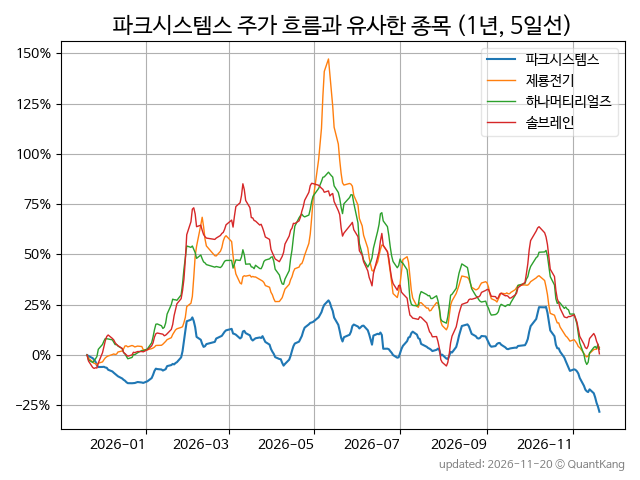 파크시스템스 주가 흐름과 유사한 종목 (1년, 5일선)
파크시스템스
제룡전기
하나머티리얼즈
솔브레인
150%
125%
100%
75%
50%
25%
0%
−25%
2026-01
2026-03
2026-05
2026-07
2026-09
2026-11
updated: 2026-11-20 © QuantKang